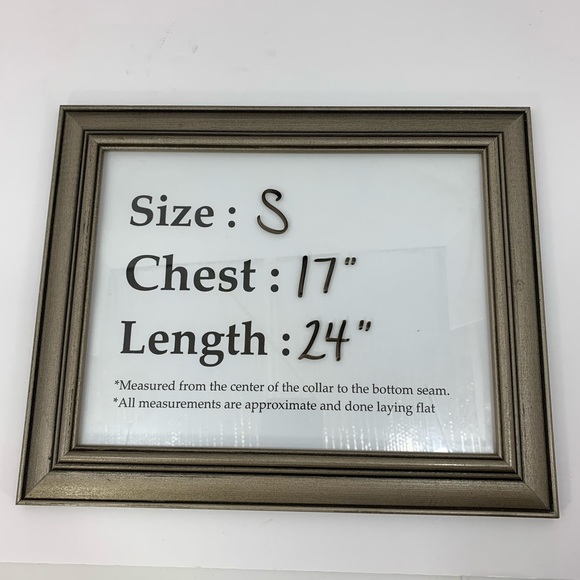 Size : S
Chest : 17"
Length : 24"
*Measured from the center of the collar to the bottom seam.
*All measurements are approximate and done laying flat